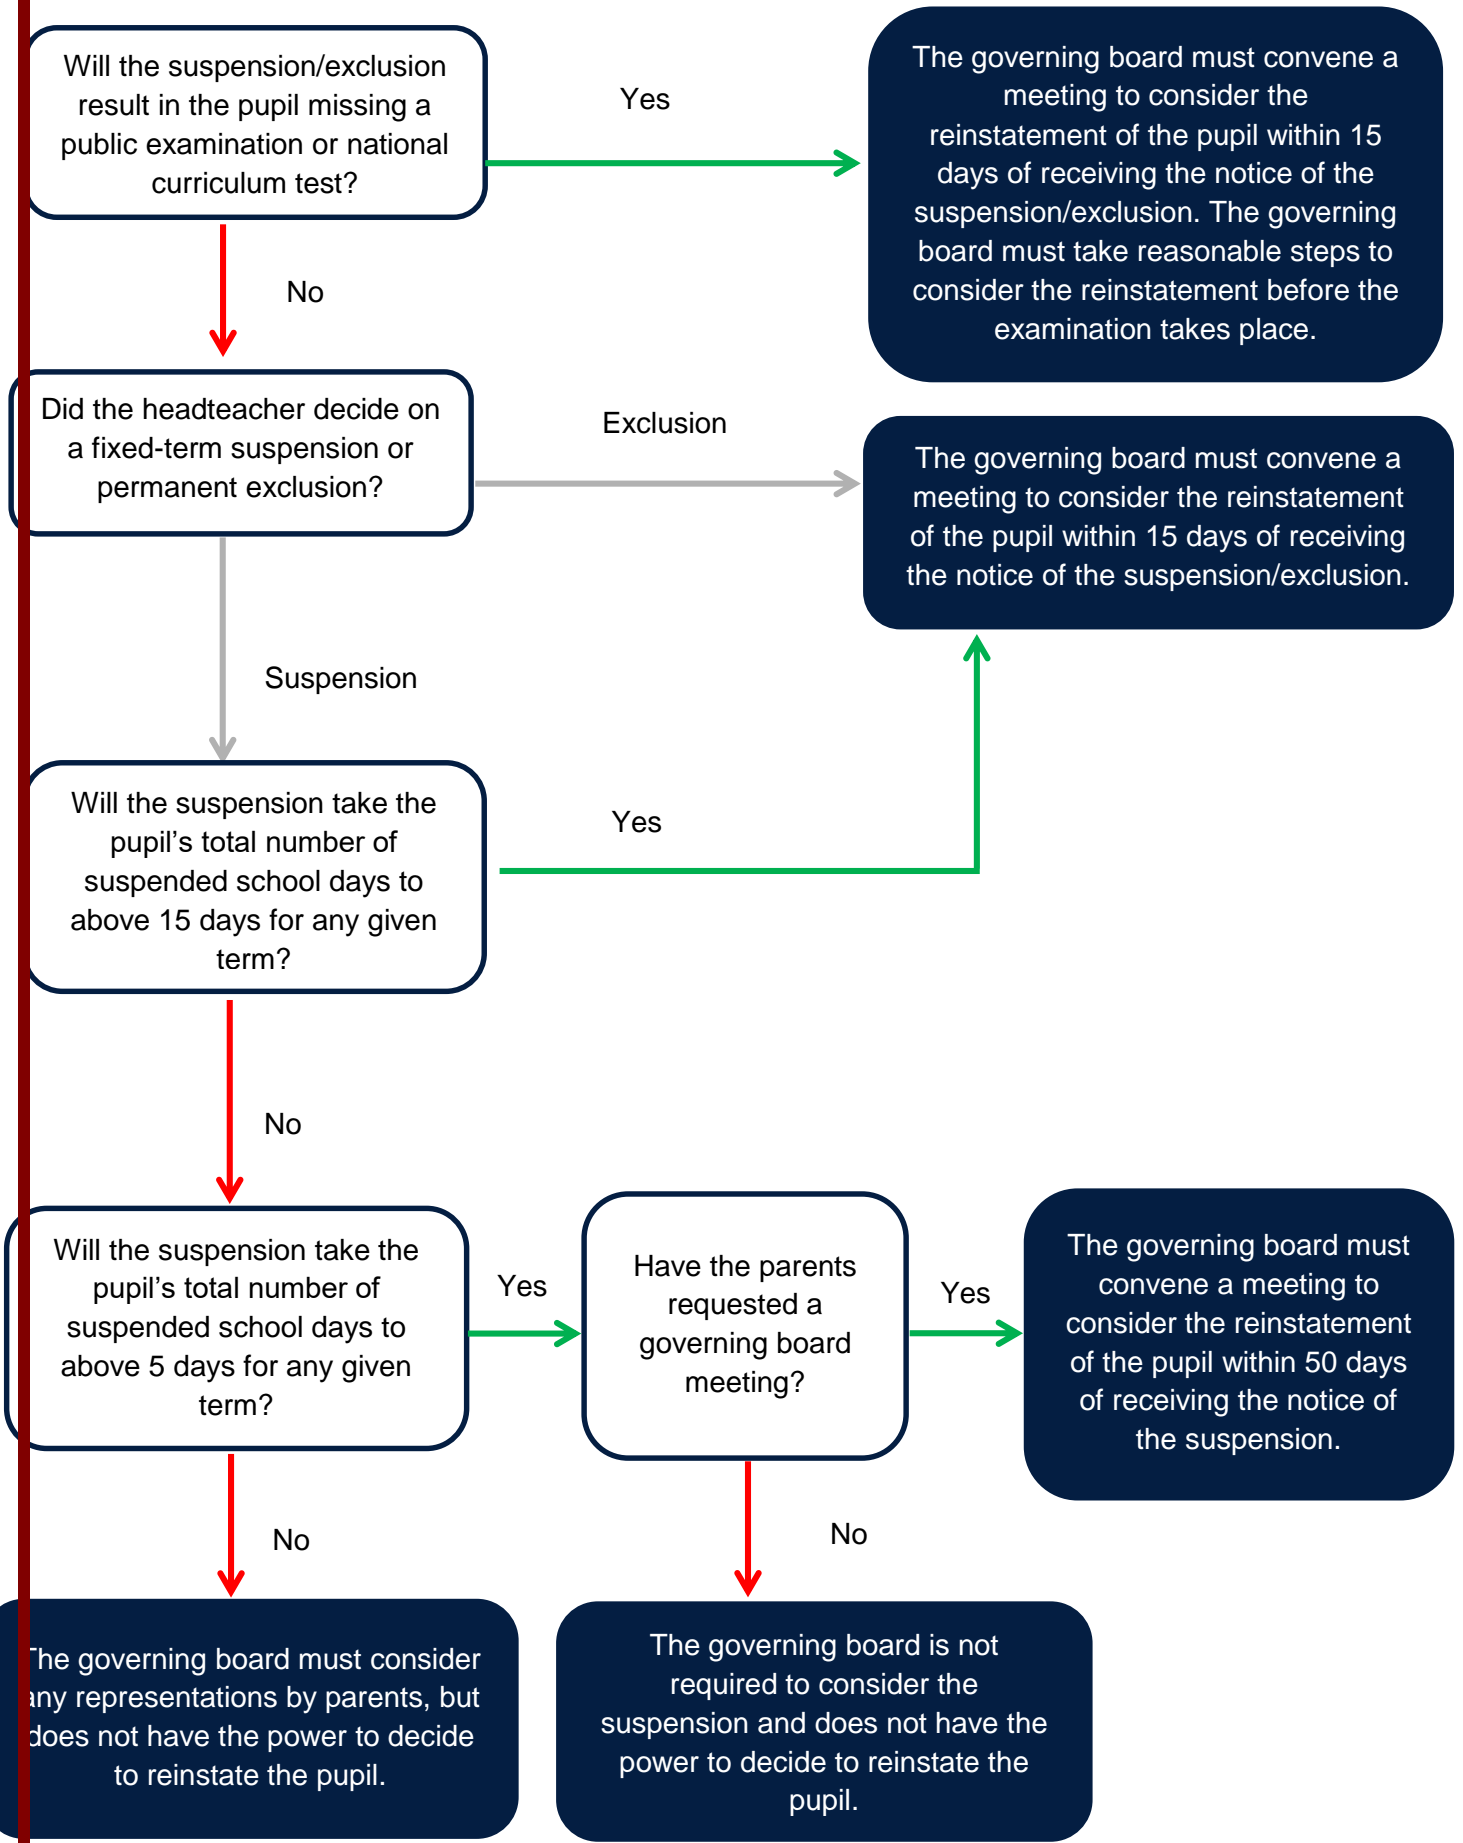 Will the suspension/exclusion
result in the pupil missing a
public examination or national
curriculum test?
Yes
The governing board must convene a
meeting to consider the
reinstatement of the pupil within 15
days of receiving the notice of the
suspension/exclusion. The governing
board must take reasonable steps to
consider the reinstatement before the
examination takes place.
No
Did the headteacher decide on
a fixed-term suspension or
permanent exclusion?
Exclusion
The governing board must convene a
meeting to consider the reinstatement
of the pupil within 15 days of receiving
the notice of the suspension/exclusion.
Suspension
Will the suspension take the
pupil’s total number of
suspended school days to
above 15 days for any given
term?
Yes
No
Will the suspension take the
pupil’s total number of
suspended school days to
above 5 days for any given
term?
Yes
Have the parents
requested a
governing board
meeting?
Yes
The governing board must
convene a meeting to
consider the reinstatement
of the pupil within 50 days
of receiving the notice of
the suspension.
No
No
The governing board must consider
any representations by parents, but
does not have the power to decide
to reinstate the pupil.
The governing board is not
required to consider the
suspension and does not have the
power to decide to reinstate the
pupil.